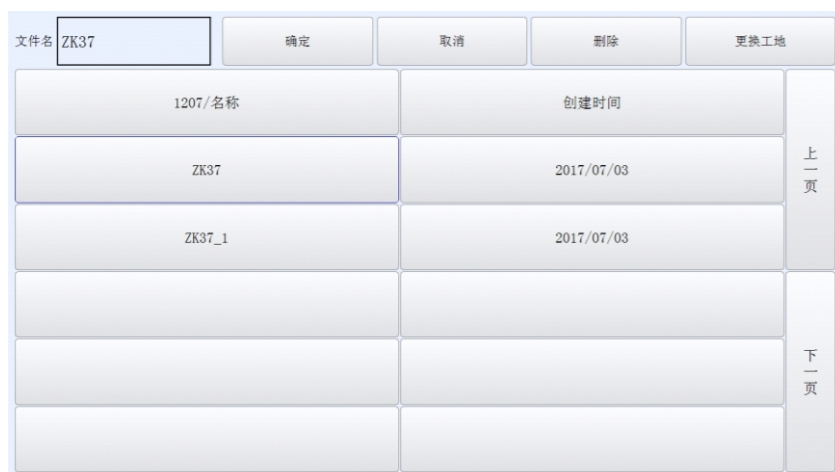 文件名 ZK37 确定 取消 删除 更换工地
1207/名称 创建时间
ZK37 2017/07/03
ZK37_1 2017/07/03
上一页
下一页